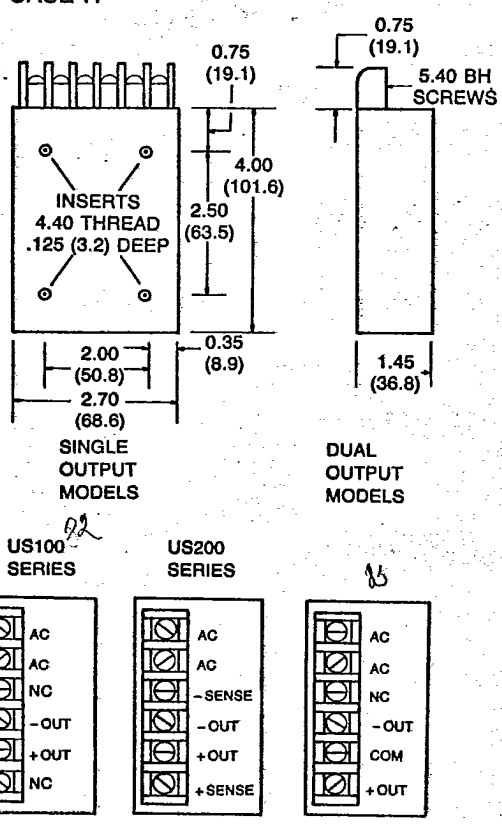 0.75
(19.1)
0.75
(19.1)
5.40 BH
SCREWS
4.00
(101.6)
INSERTS
4.40 THREAD
.125 (3.2) DEEP
2.50
(63.5)
2.00
(50.8)
0.35
(8.9)
2.70
(68.6)
1.45
(36.8)
SINGLE
OUTPUT
MODELS
DUAL
OUTPUT
MODELS
US100
SERIES
US200
SERIES
AC
AC
NC
-OUT
+OUT
NC
AC
AC
-SENSE
-OUT
+OUT
+SENSE
AC
AC
NC
-OUT
COM
+OUT